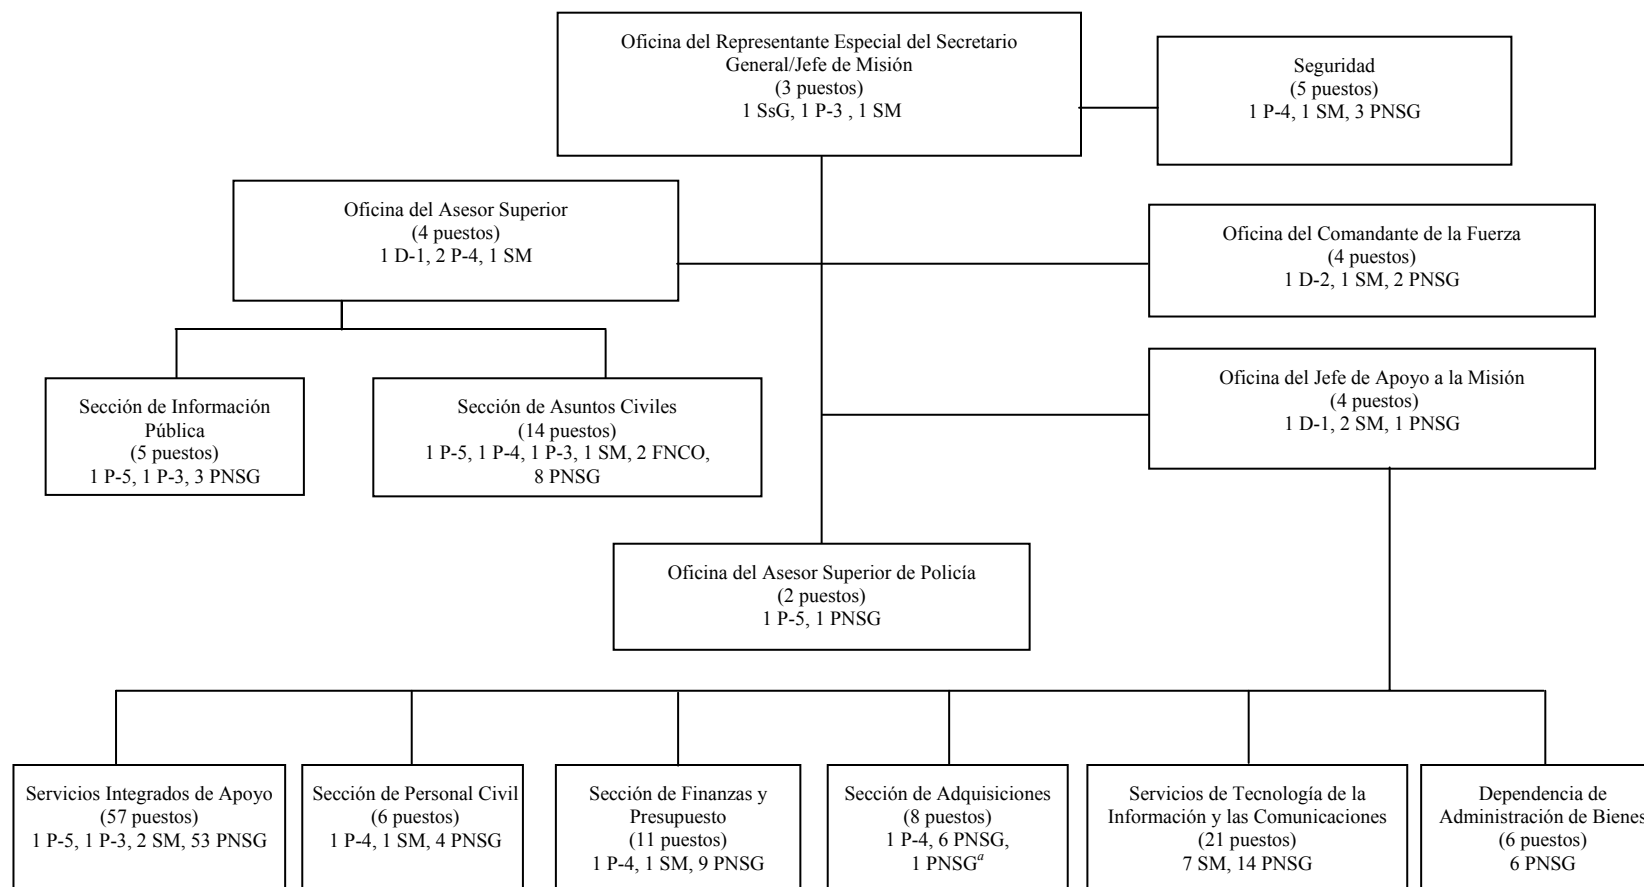 Oficina del Representante Especial del Secretario
General/Jefe de Misión
(3 puestos)
1 SsG, 1 P-3 , 1 SM
Seguridad
(5 puestos)
1 P-4, 1 SM, 3 PNSG
Oficina del Asesor Superior
(4 puestos)
1 D-1, 2 P-4, 1 SM
Oficina del Comandante de la Fuerza
(4 puestos)
1 D-2, 1 SM, 2 PNSG
Sección de Información
Pública
(5 puestos)
1 P-5, 1 P-3, 3 PNSG
Sección de Asuntos Civiles
(14 puestos)
1 P-5, 1 P-4, 1 P-3, 1 SM, 2 FNCO,
8 PNSG
Oficina del Jefe de Apoyo a la Misión
(4 puestos)
1 D-1, 2 SM, 1 PNSG
Oficina del Asesor Superior de Policía
(2 puestos)
1 P-5, 1 PNSG
Servicios Integrados de Apoyo
(57 puestos)
1 P-5, 1 P-3, 2 SM, 53 PNSG
Sección de Personal Civil
(6 puestos)
1 P-4, 1 SM, 4 PNSG
Sección de Finanzas y
Presupuesto
(11 puestos)
1 P-4, 1 SM, 9 PNSG
Sección de Adquisiciones
(8 puestos)
1 P-4, 6 PNSG,
1 PNSGa
Servicios de Tecnología de la
Información y las Comunicaciones
(21 puestos)
7 SM, 14 PNSG
Dependencia de
Administración de Bienes
(6 puestos)
6 PNSG